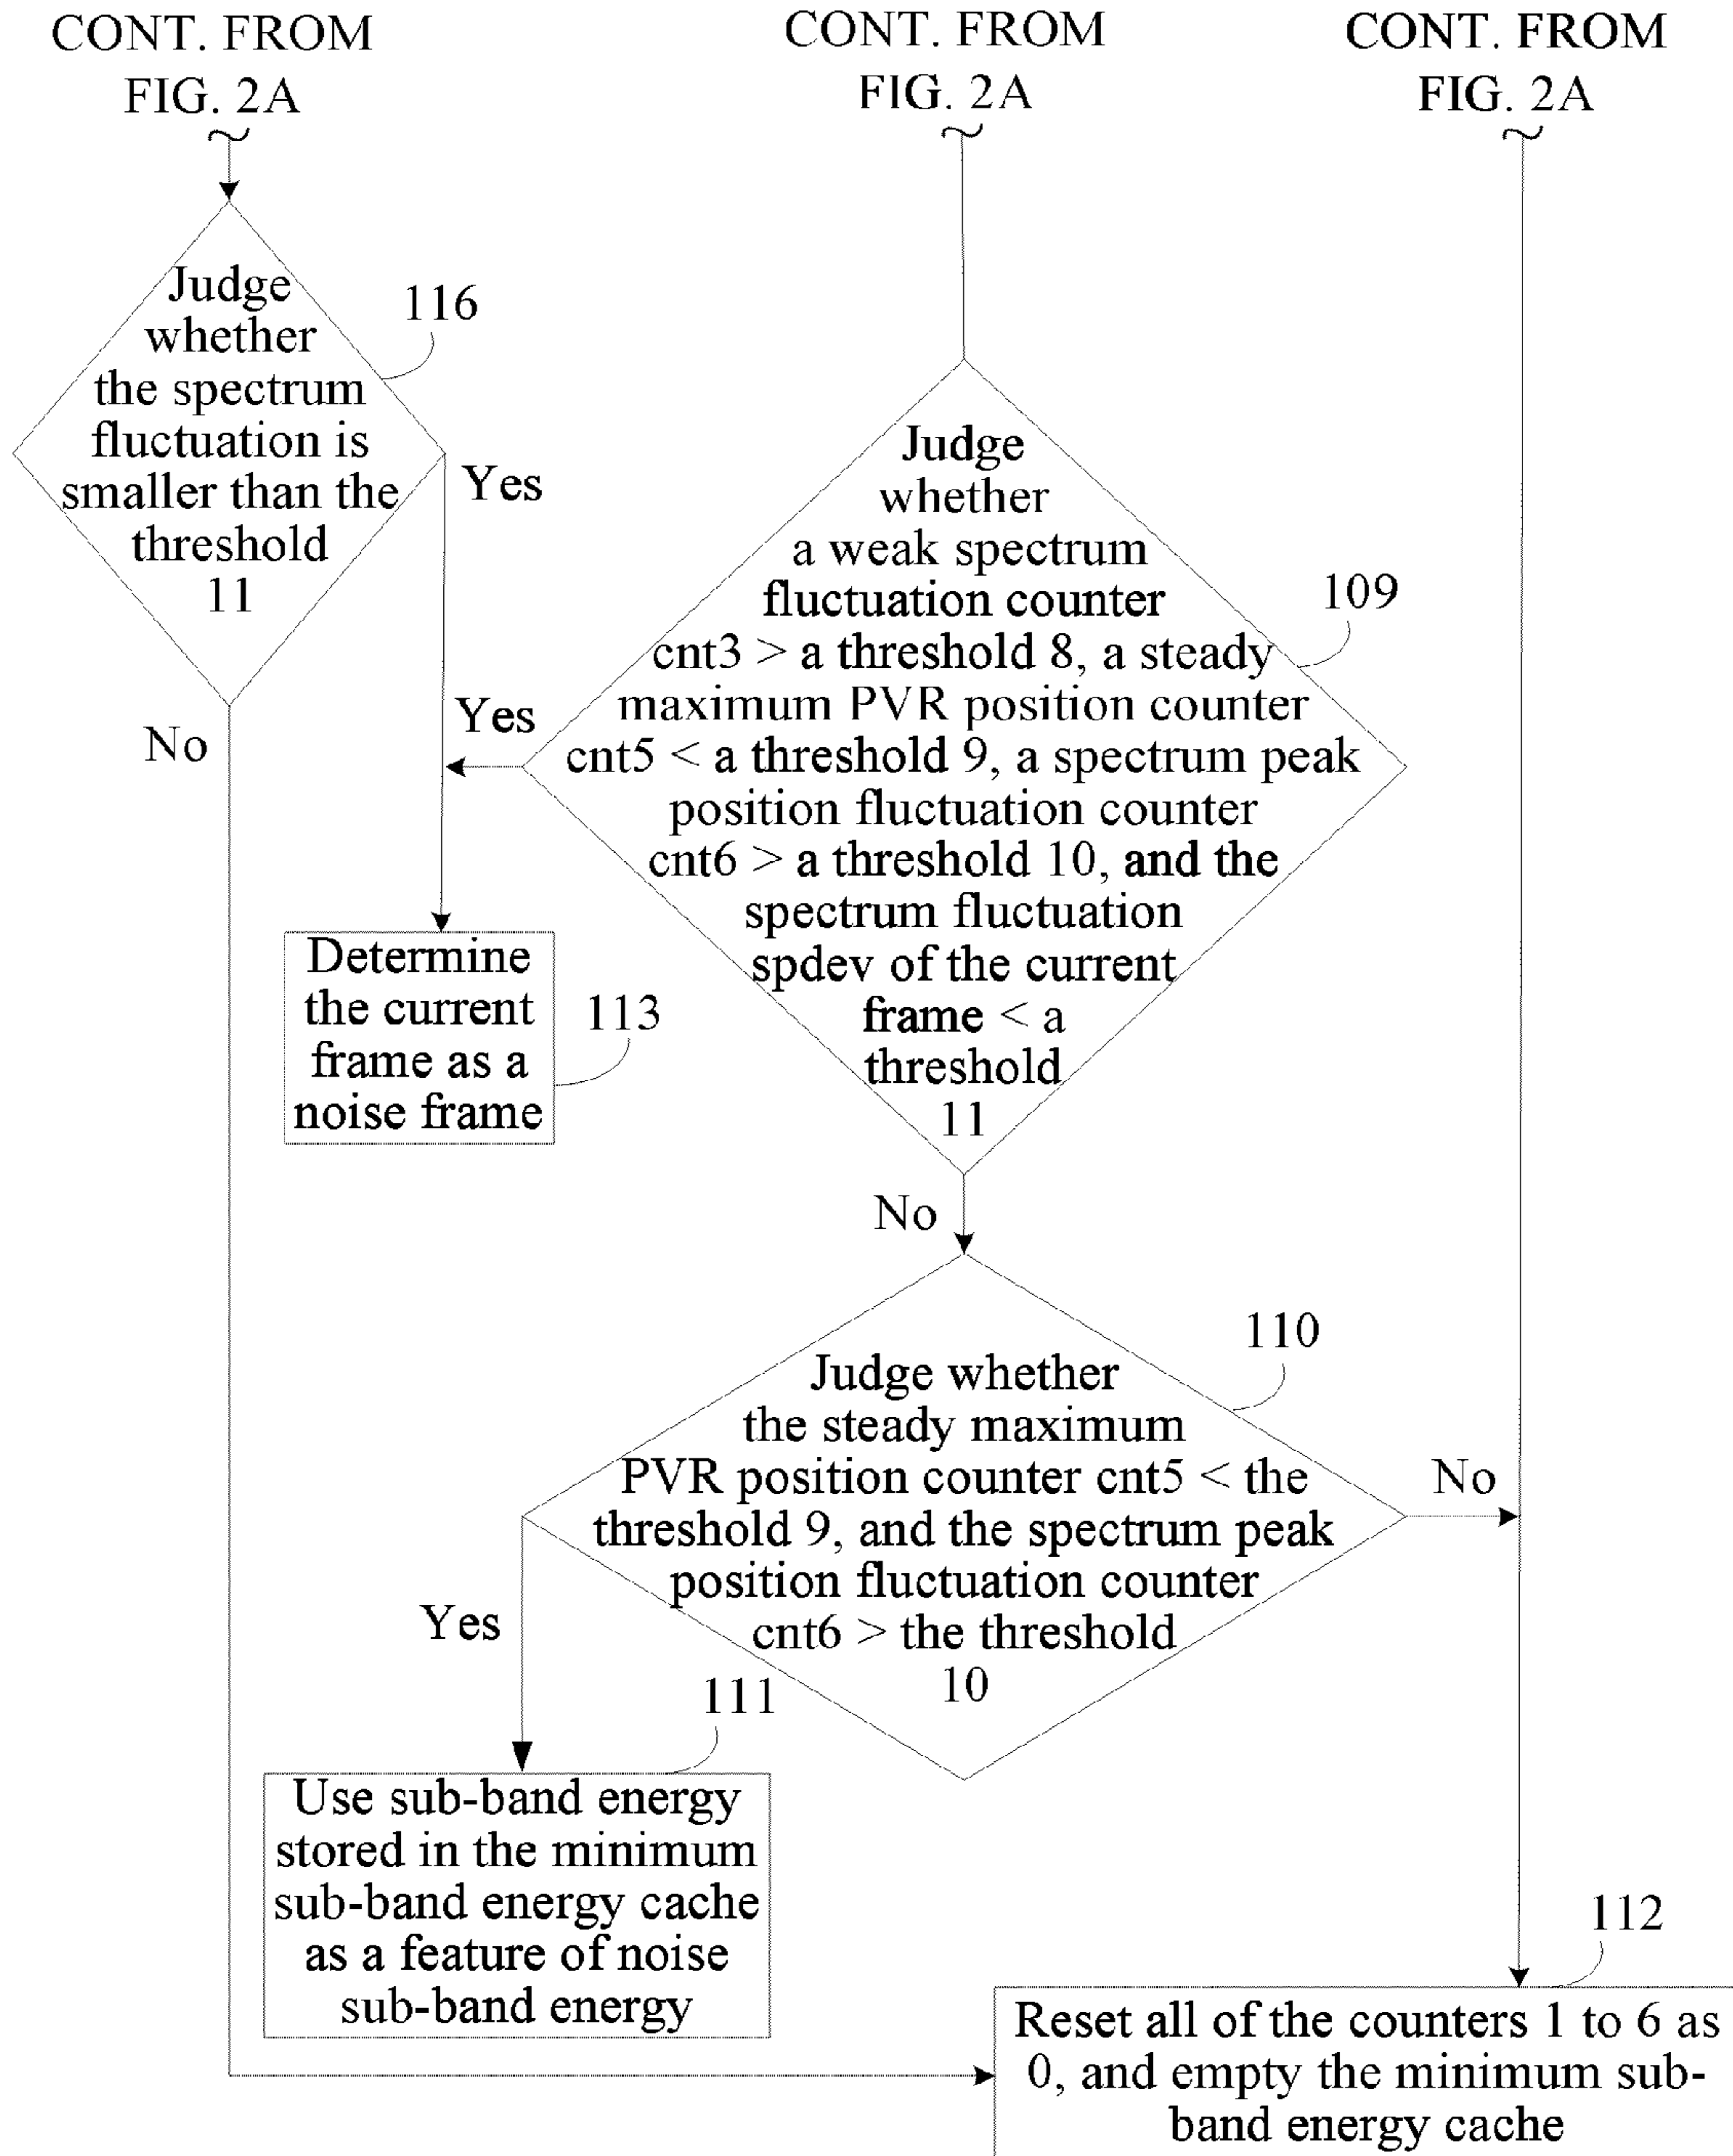 CONT. FROM
FIG. 2A
CONT. FROM
FIG. 2A
CONT. FROM
FIG. 2A
Judge
whether
the spectrum
fluctuation is
smaller than the
threshold
11
116
Yes
No
Judge
whether
a weak spectrum
fluctuation counter
cnt3 > a threshold 8, a steady
maximum PVR position counter
cnt5 < a threshold 9, a spectrum peak
position fluctuation counter
cnt6 > a threshold 10, and the
spectrum fluctuation
spdev of the current
frame < a
threshold
11
109
Yes
No
Determine
the current
frame as a
noise frame
113
Judge whether
the steady maximum
PVR position counter cnt5 < the
threshold 9, and the spectrum peak
position fluctuation counter
cnt6 > the threshold
10
110
No
Yes
111
Use sub-band energy
stored in the minimum
sub-band energy cache
as a feature of noise
sub-band energy
112
Reset all of the counters 1 to 6 as
0, and empty the minimum sub-
band energy cache